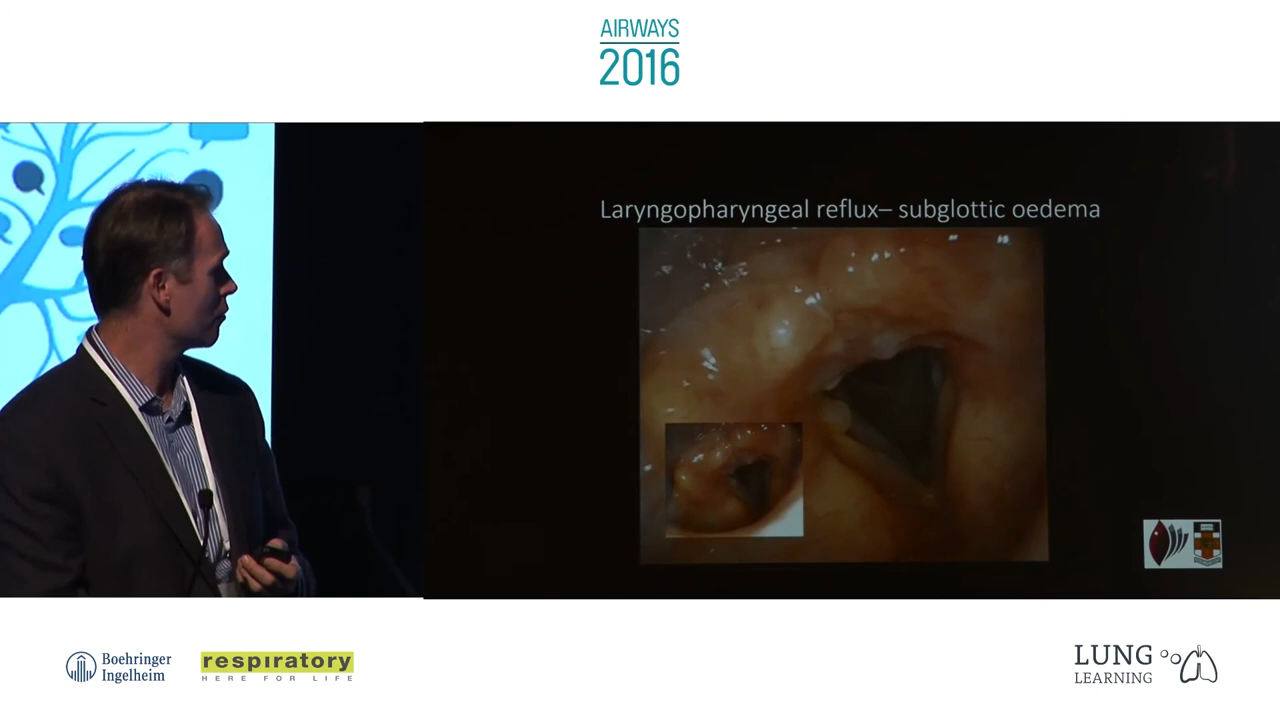 AIRWAYS
2016
Laryngopharyngeal reflux– subglottic oedema
Boehringer
Ingelheim
respiratory
HERE FOR LIFE
LUNG
LEARNING